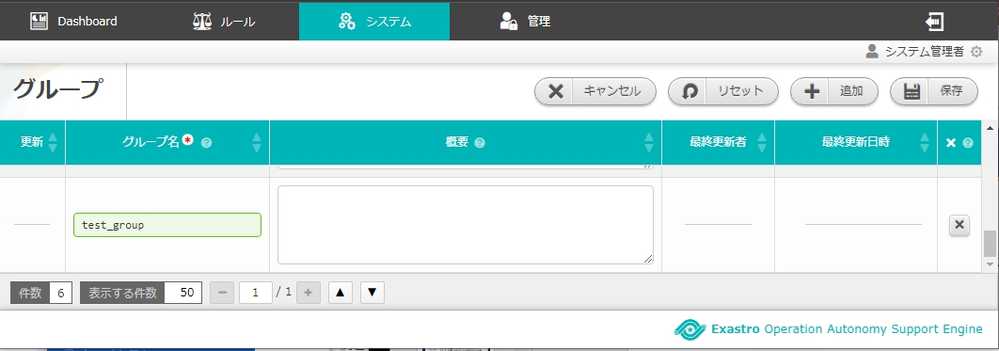 Dashboard ルール システム 管理
システム管理者
グループ
キャンセル リセット 追加 保存
更新 グループ名 * ? 概要 ? 最終更新者 最終更新日時 × ?
test_group
件数 6 表示する件数 50 − 1 / 1 + ▲ ▼
Exastro Operation Autonomy Support Engine